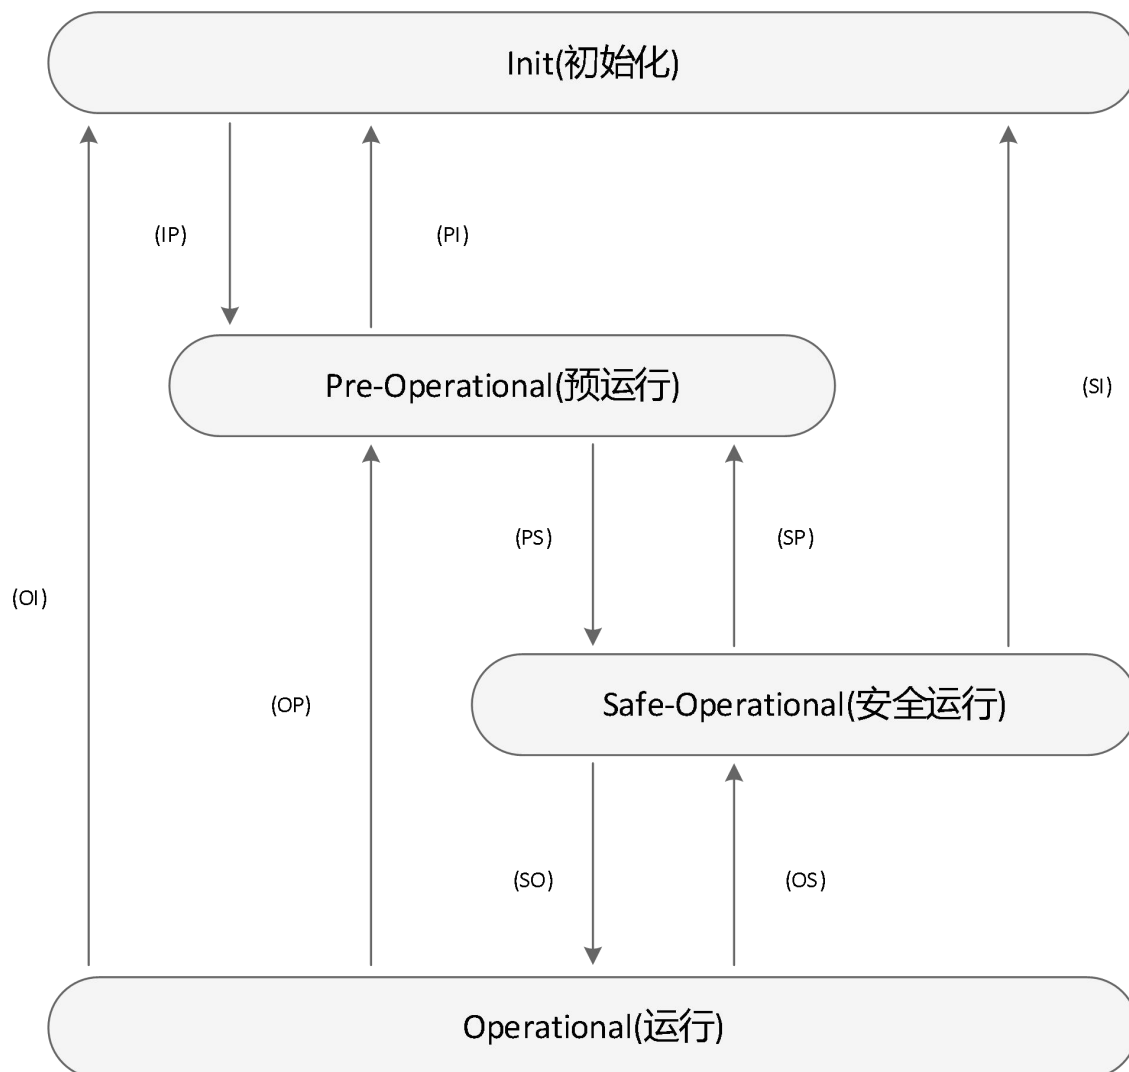 Init(初始化)
(IP)
(PI)
Pre-Operational(预运行)
(SI)
(PS)
(SP)
(OI)
(OP)
Safe-Operational(安全运行)
(SO)
(OS)
Operational(运行)